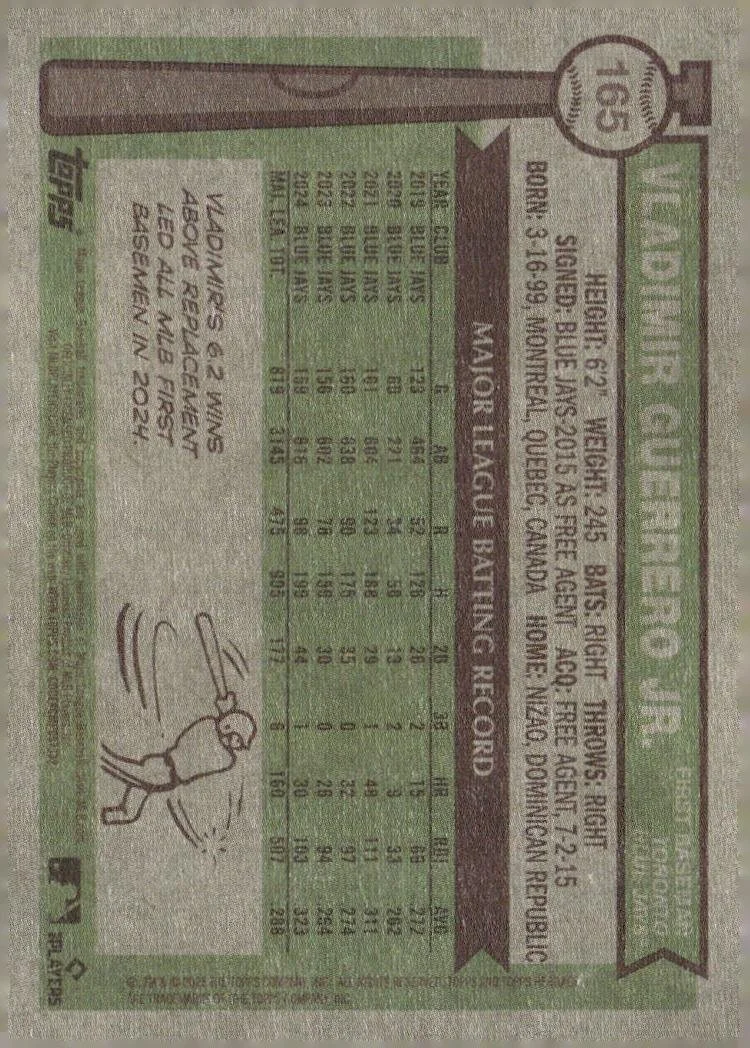 165
VLADIMIR GUERRERO JR.
FIRST BASEMAN
TORONTO
BLUE JAYS
HEIGHT: 6'2" WEIGHT: 245 BATS: RIGHT THROWS: RIGHT
SIGNED: BLUE JAYS-2015 AS FREE AGENT ACQ: FREE AGENT, 7-2-15
BORN: 3-16-99, MONTREAL, QUEBEC, CANADA HOME: NIZAO, DOMINICAN REPUBLIC
MAJOR LEAGUE BATTING RECORD
YEAR CLUB G AB R H 2B 3B HR RBI AVG
2019 BLUE JAYS 123 464 52 126 26 2 15 69 .272
2020 BLUE JAYS 60 221 34 58 13 2 9 33 .262
2021 BLUE JAYS 161 604 123 188 29 1 48 111 .311
2022 BLUE JAYS 160 638 90 175 35 0 32 97 .274
2023 BLUE JAYS 156 602 78 159 30 0 26 94 .264
2024 BLUE JAYS 159 616 98 199 44 1 30 103 .323
MAJ. LEA. TOT. 819 3145 475 905 177 6 160 507 .288
VLADIMIR'S 6.2 WINS
ABOVE REPLACEMENT
LED ALL MLB FIRST
BASEMEN IN 2024.
TOPPS
PLAYERS